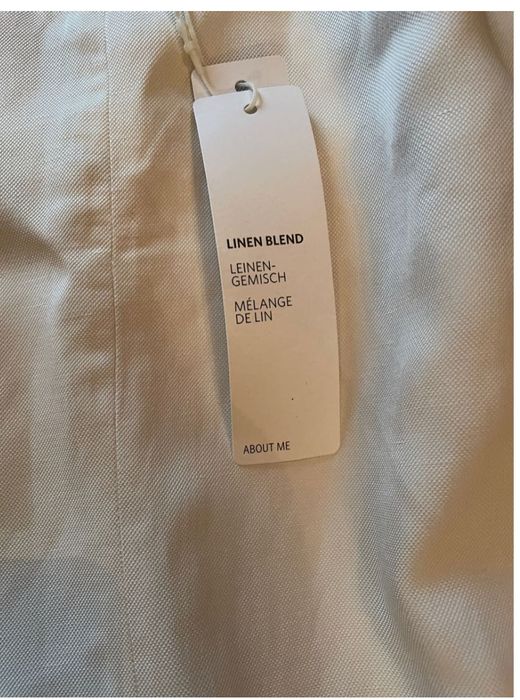 LINEN BLEND
LEINEN-
GEMISCH
MÉLANGE
DE LIN
ABOUT ME